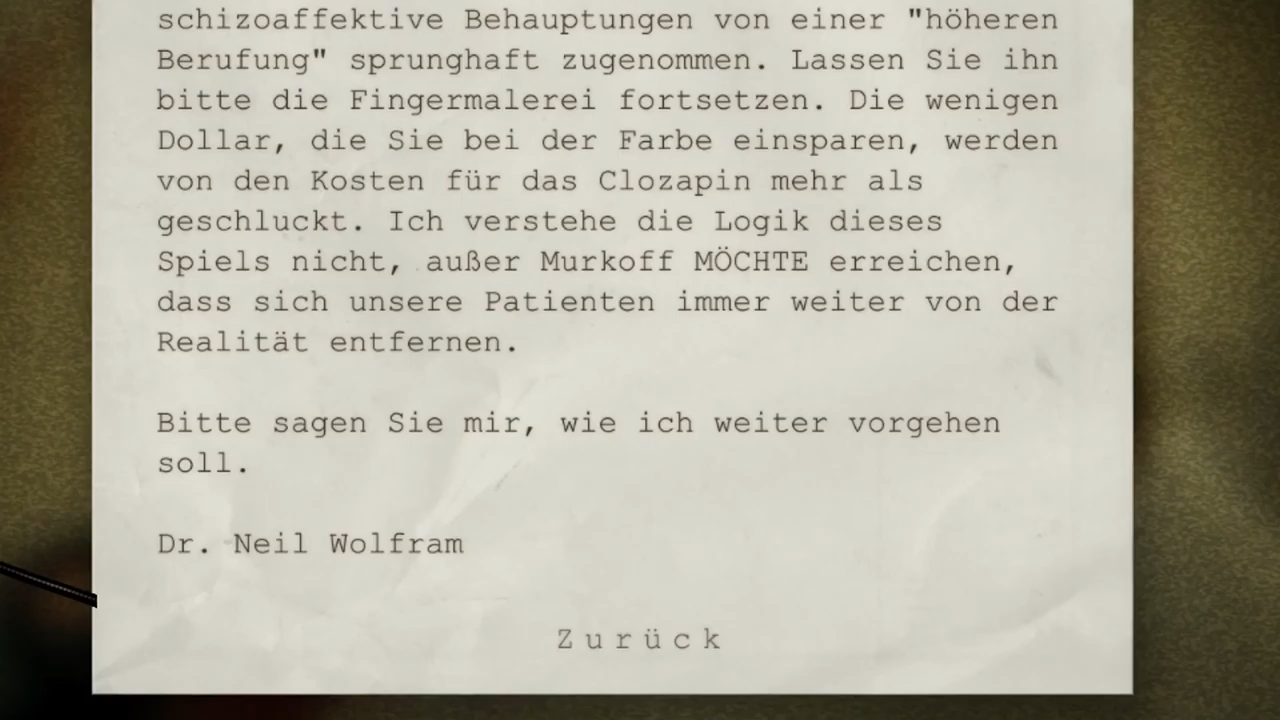 schizoaffektive Behauptungen von einer "höheren
Berufung" sprunghaft zugenommen. Lassen Sie ihn
bitte die Fingermalerei fortsetzen. Die wenigen
Dollar, die Sie bei der Farbe einsparen, werden
von den Kosten für das Clozapin mehr als
geschluckt. Ich verstehe die Logik dieses
Spiels nicht, außer Murkoff MÖCHTE erreichen,
dass sich unsere Patienten immer weiter von der
Realität entfernen.
Bitte sagen Sie mir, wie ich weiter vorgehen
soll.
Dr. Neil Wolfram
Zurück